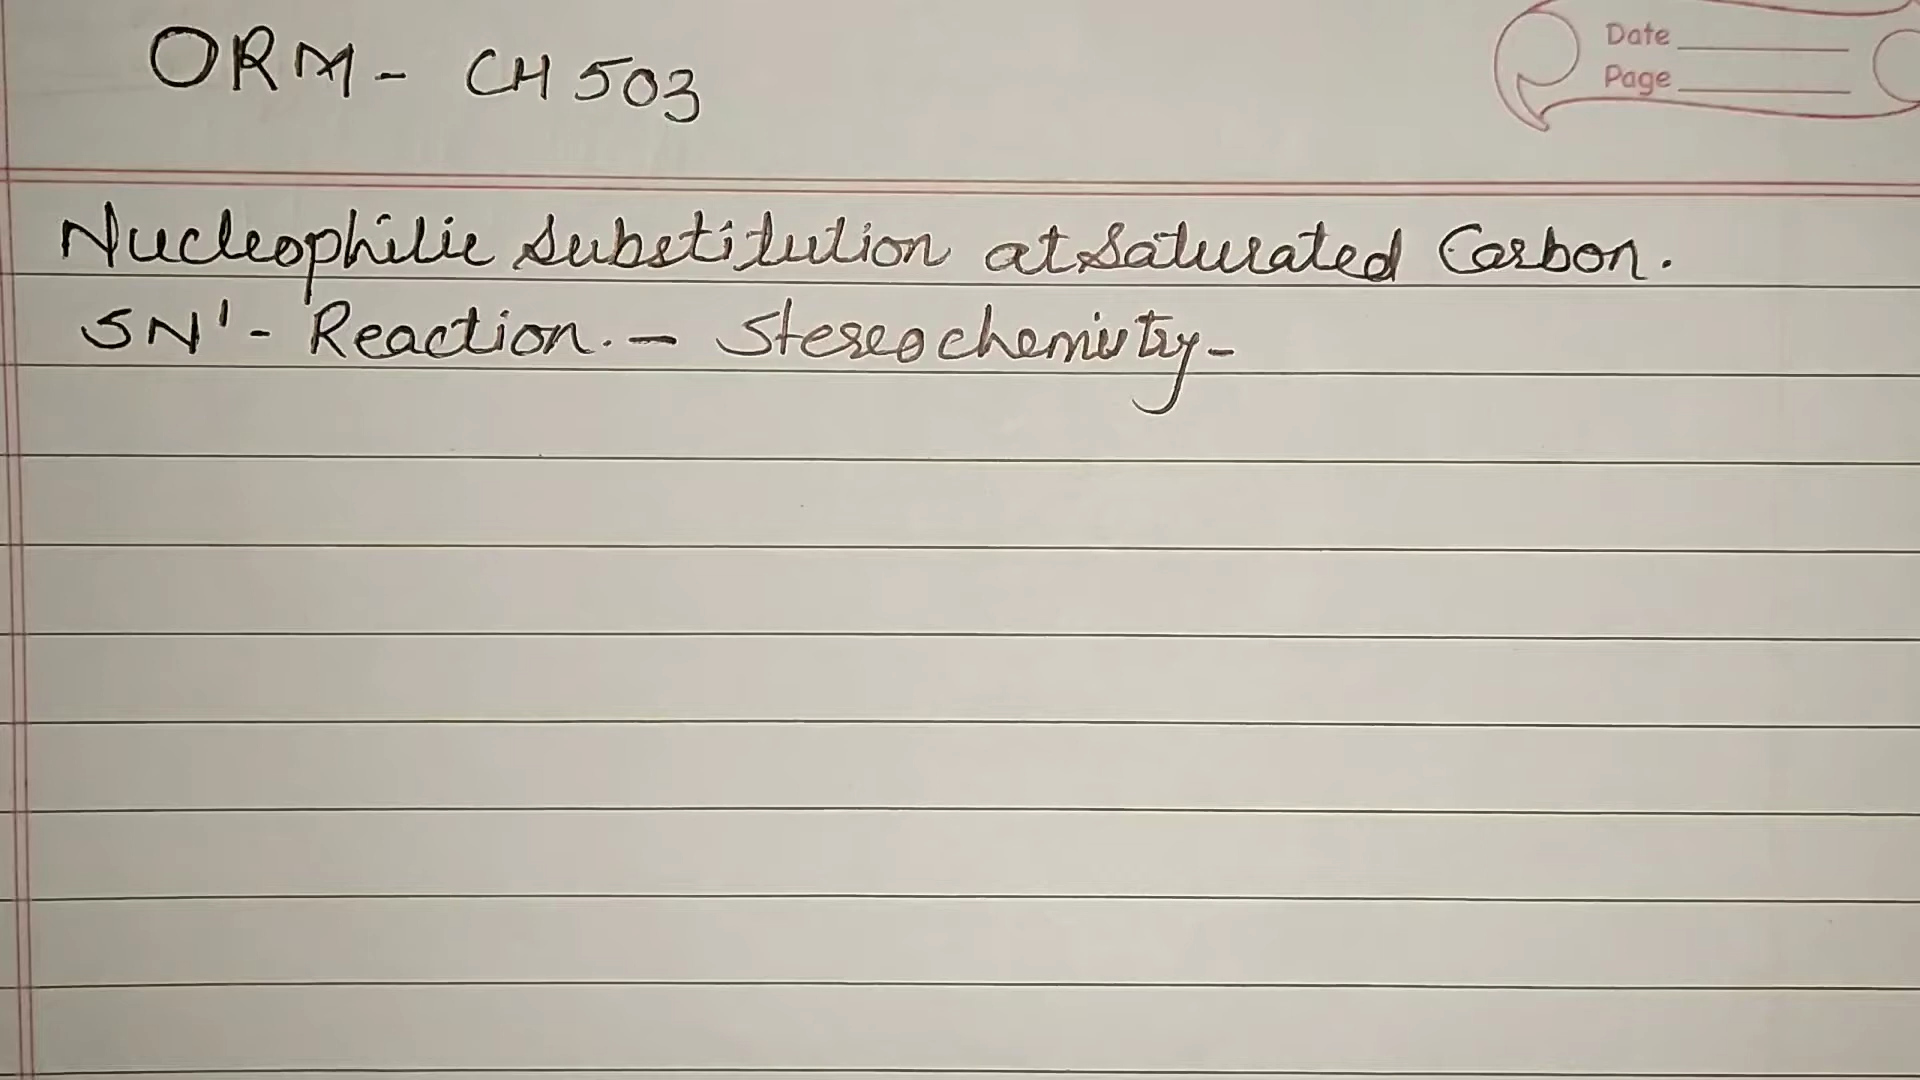 ORM - CH 503
Date
Page
Nucleophilic Substitution at Saturated Carbon.
SN' - Reaction. - Stereochemistry -